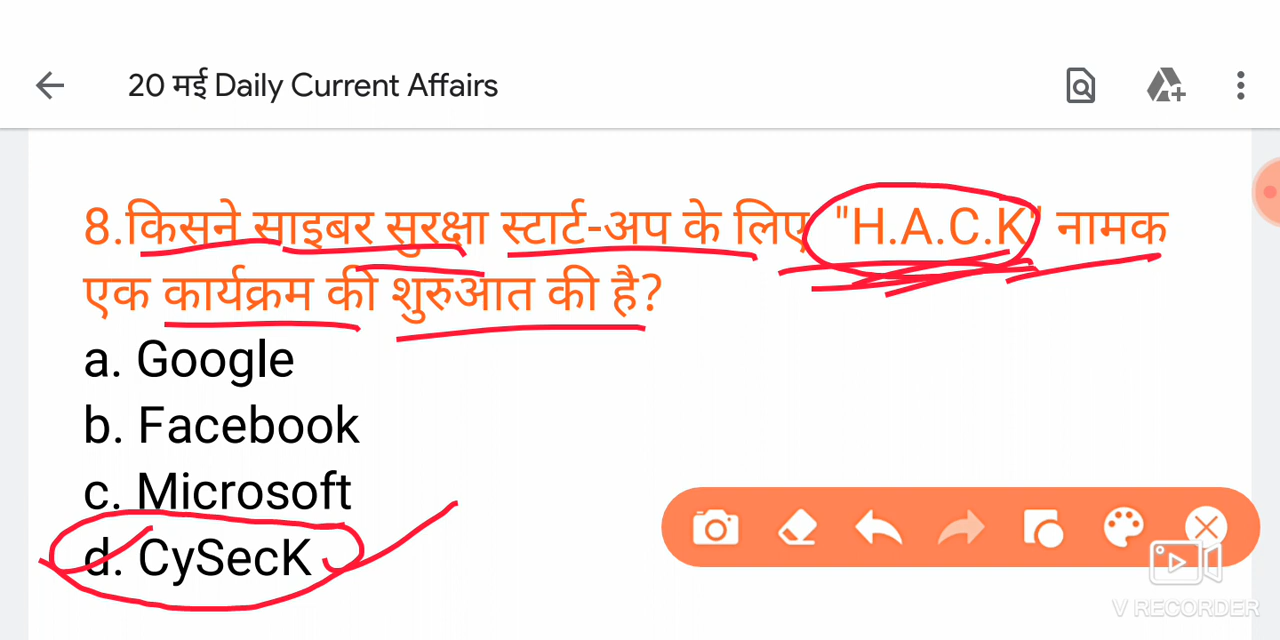 20 मई Daily Current Affairs
8.किसने साइबर सुरक्षा स्टार्ट-अप के लिए "H.A.C.K" नामक
एक कार्यक्रम की शुरुआत की है?
a. Google
b. Facebook
c. Microsoft
d. CySecK
V RECORDER